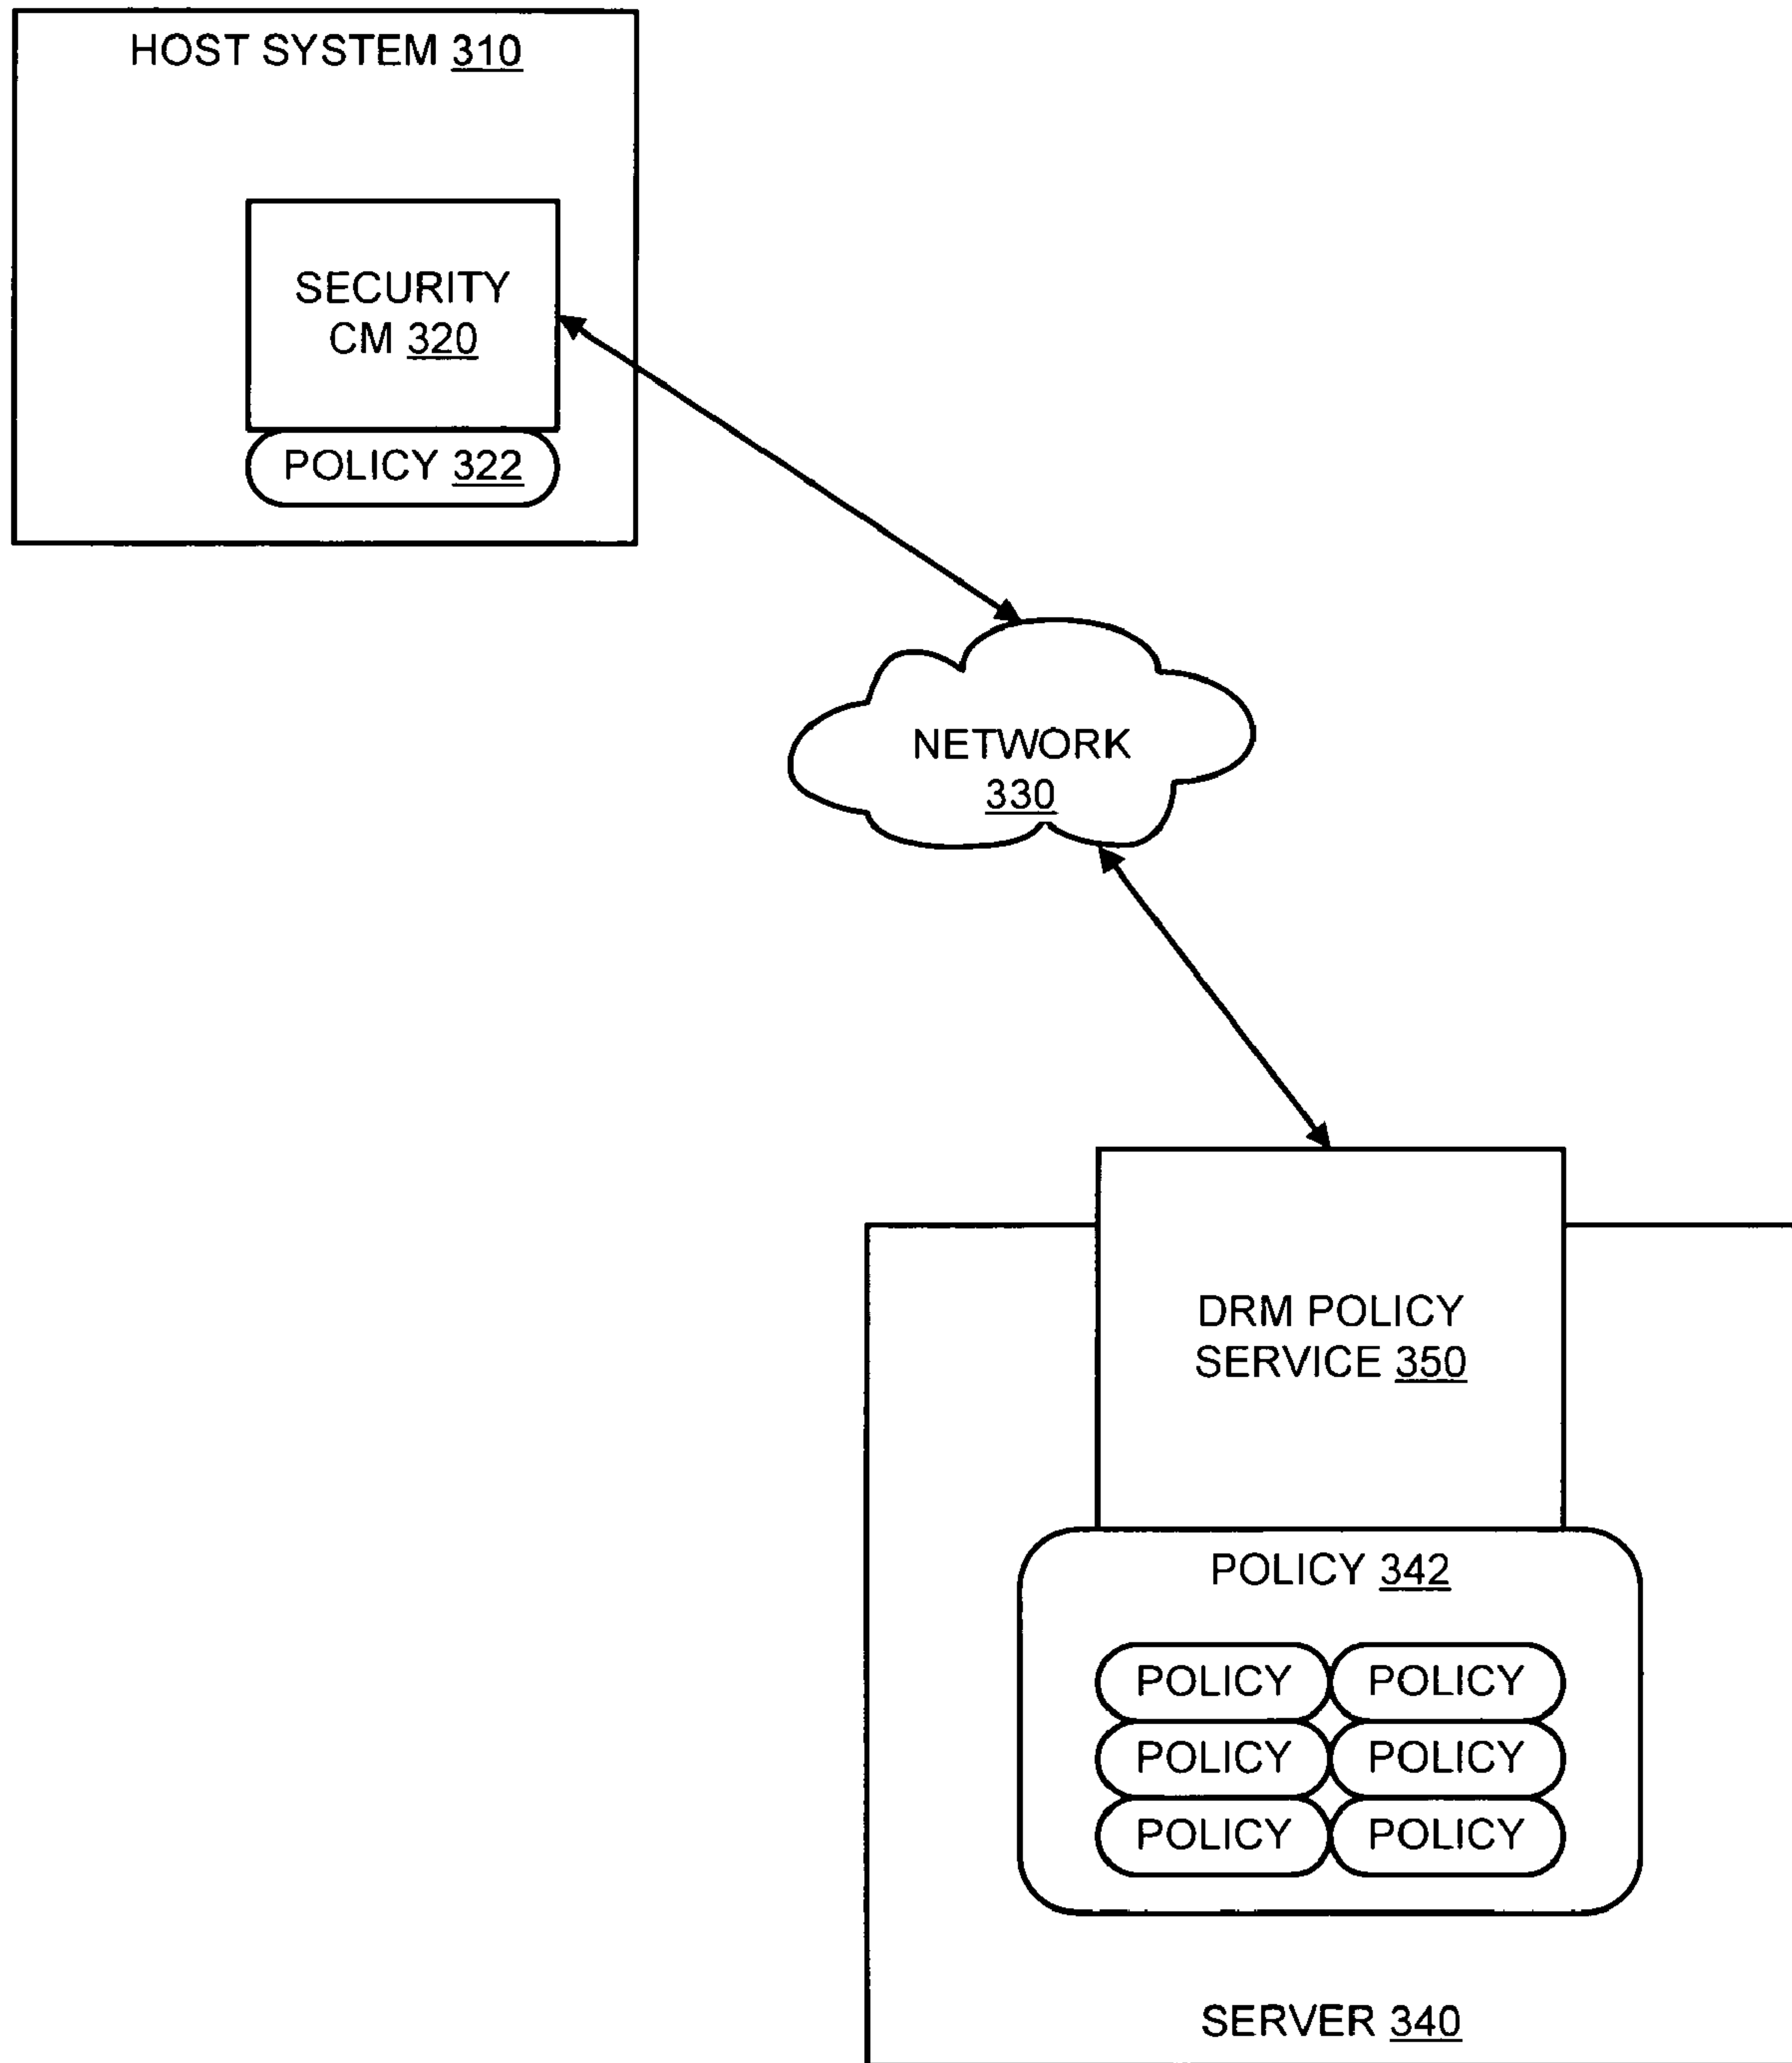 HOST SYSTEM 310
SECURITY
CM 320
POLICY 322
NETWORK
330
DRM POLICY
SERVICE 350
POLICY 342
POLICY POLICY
POLICY POLICY
POLICY POLICY
SERVER 340